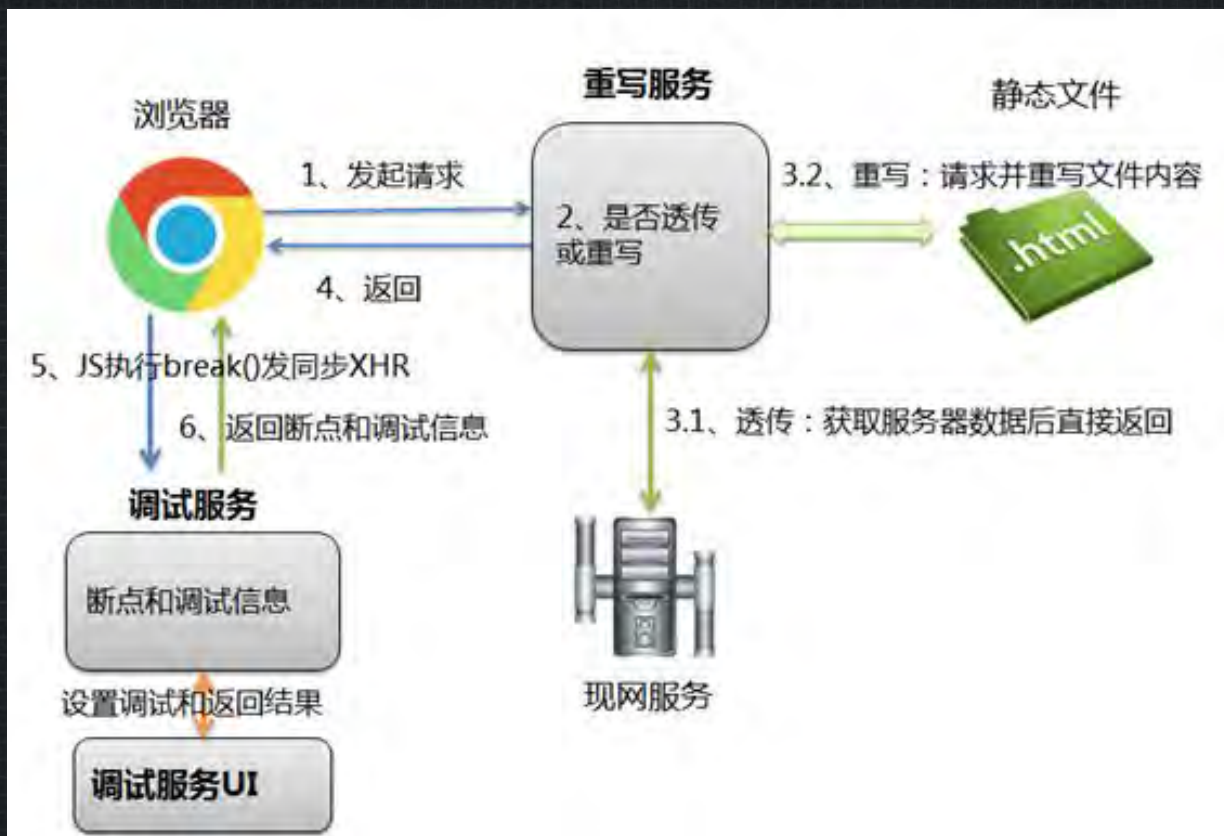 重写服务
浏览器
静态文件
1、发起请求
3.2、重写：请求并重写文件内容
2、是否透传
或重写
.html
4、返回
5、JS执行break()发同步XHR
6、返回断点和调试信息
3.1、透传：获取服务器数据后直接返回
调试服务
断点和调试信息
设置调试和返回结果
现网服务
调试服务UI